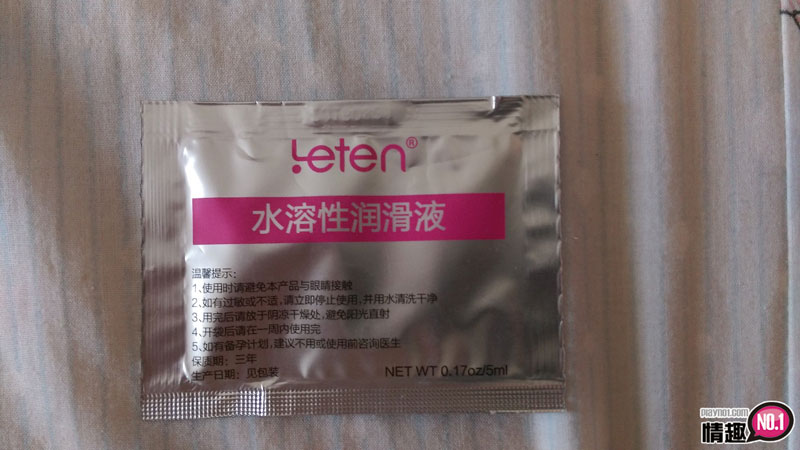 leten®
水溶性润滑液
温馨提示：
1、使用时请避免本产品与眼睛接触
2、如有过敏或不适，请立即停止使用，并用水清洗干净
3、用完后请放于阴凉干燥处，避免阳光直射
4、开袋后请在一周内使用完
5、如有备孕计划，建议不用或使用前咨询医生
保质期：三年
生产日期：见包装
NET WT 0.17oz/5ml
playno1.com
情趣 NO.1